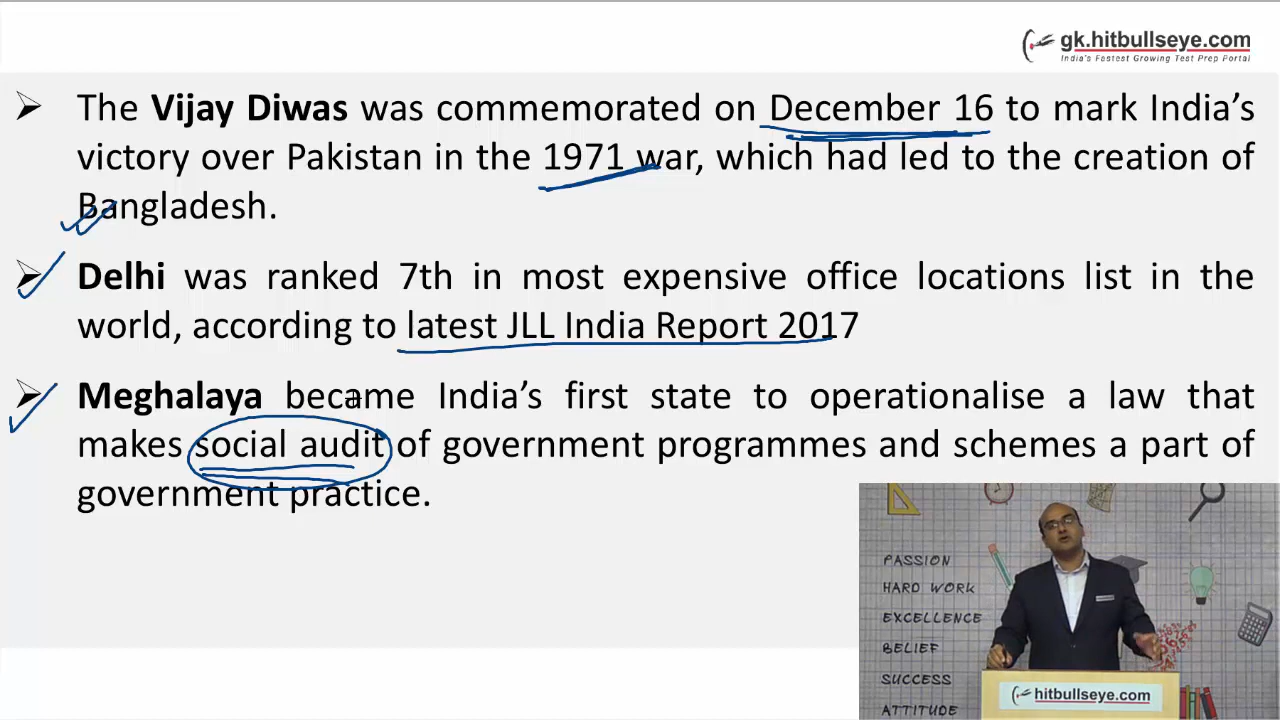 gk.hitbullseye.com
India's Fastest Growing Test Prep Portal
The Vijay Diwas was commemorated on December 16 to mark India's
victory over Pakistan in the 1971 war, which had led to the creation of
Bangladesh.
Delhi was ranked 7th in most expensive office locations list in the
world, according to latest JLL India Report 2017
Meghalaya became India's first state to operationalise a law that
makes social audit of government programmes and schemes a part of
government practice.
PASSION
HARD WORK
EXCELLENCE
BELIEF
SUCCESS
ATTITUDE
hitbullseye.com